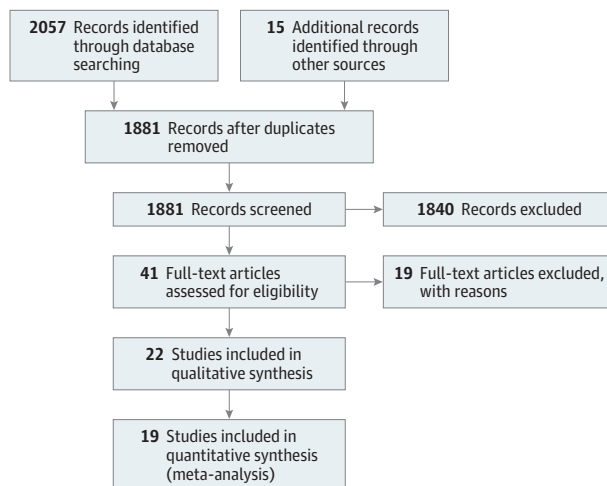 2057 Records identified
through database
searching
15 Additional records
identified through
other sources
1881 Records after duplicates
removed
1881 Records screened
1840 Records excluded
41 Full-text articles
assessed for eligibility
19 Full-text articles excluded,
with reasons
22 Studies included in
qualitative synthesis
19 Studies included in
quantitative synthesis
(meta-analysis)